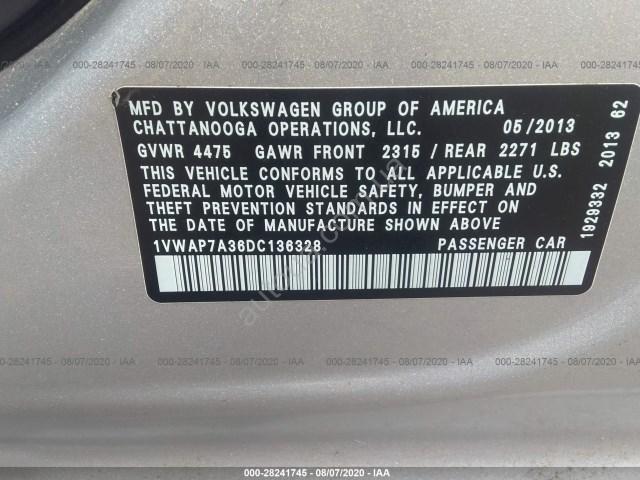 000-28241745 - 08/07/2020 - IAA
MFD BY VOLKSWAGEN GROUP OF AMERICA
CHATTANOOGA OPERATIONS, LLC. 05/2013
GVWR 4475 GAWR FRONT 2315 / REAR 2271 LBS
THIS VEHICLE CONFORMS TO ALL APPLICABLE U.S.
FEDERAL MOTOR VEHICLE SAFETY, BUMPER AND
THEFT PREVENTION STANDARDS IN EFFECT ON
THE DATE OF MANUFACTURE SHOWN ABOVE
1VWAP7A36DC136328 PASSENGER CAR
1929332 2013 62
000-28241745 - 08/07/2020 - IAA
000-28241745 - 08/07/2020 - IAA